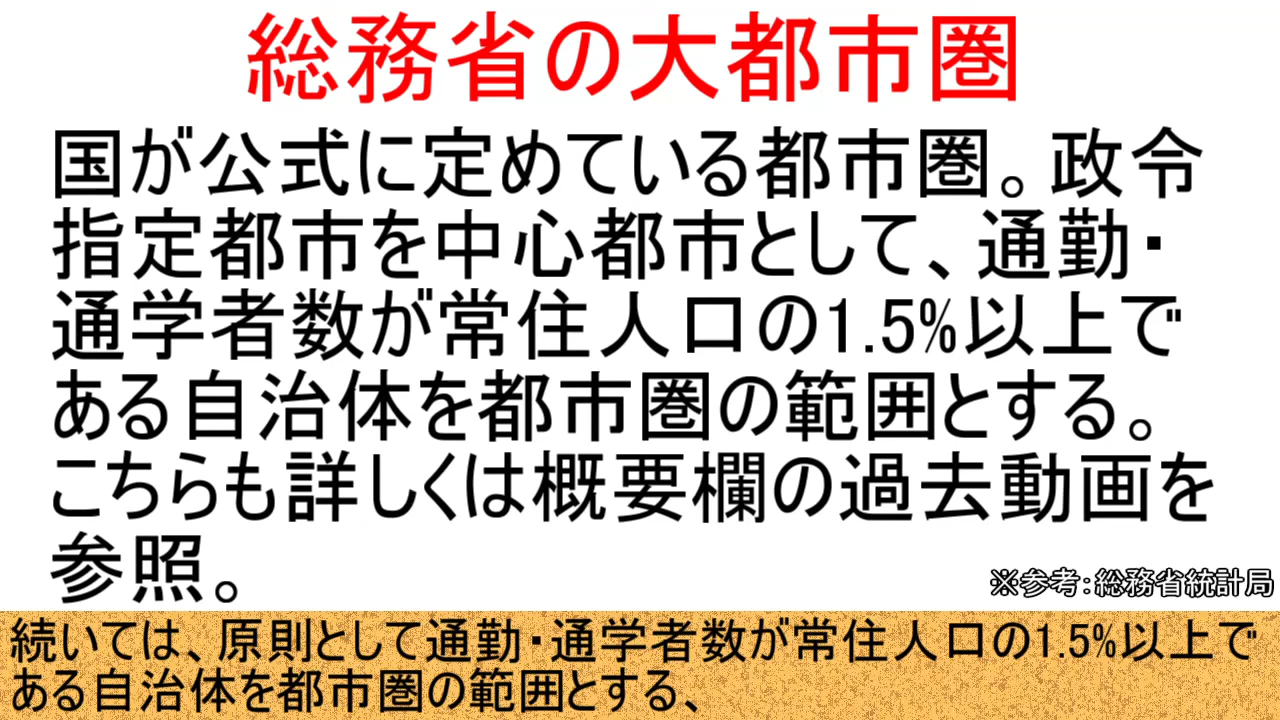 総務省の大都市圏
国が公式に定めている都市圏。政令
指定都市を中心都市として、通勤・
通学者数が常住人口の1.5%以上で
ある自治体を都市圏の範囲とする。
こちらも詳しくは概要欄の過去動画を
参照。
※参考：総務省統計局
続いては、原則として通勤・通学者数が常住人口の1.5%以上で
ある自治体を都市圏の範囲とする、